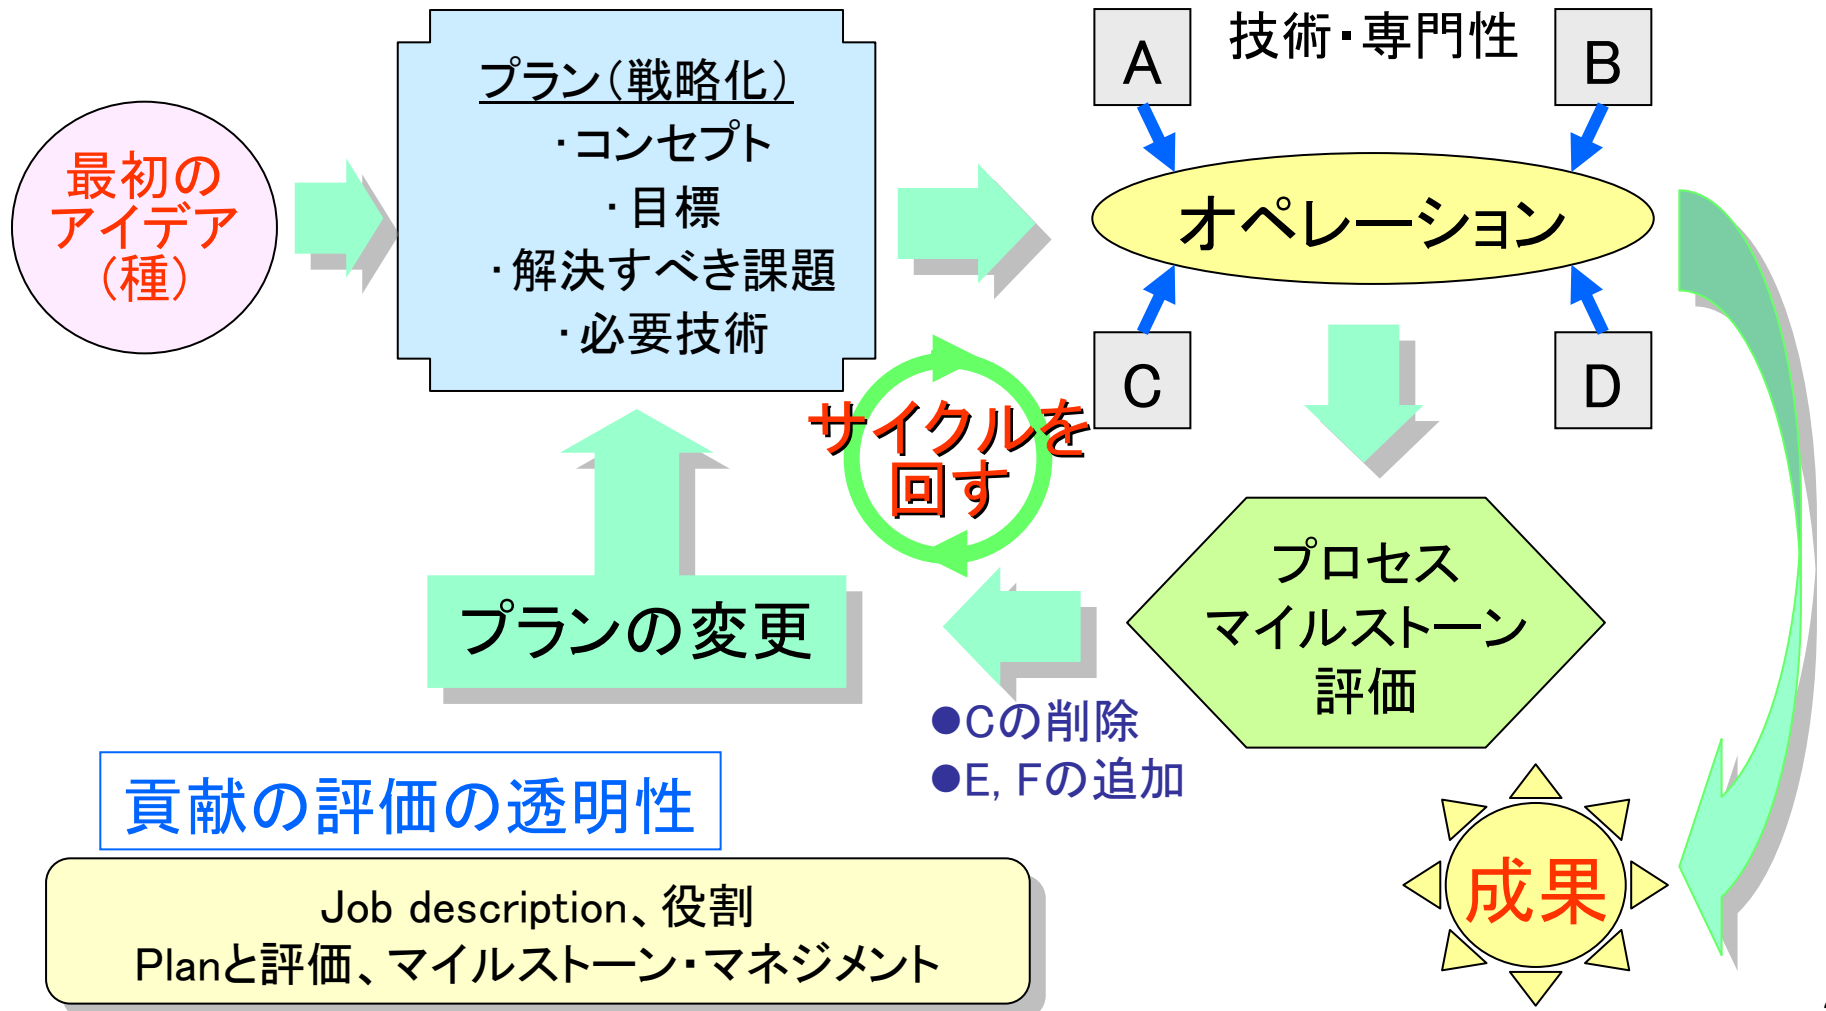 最初の
アイデア
（種）
プラン（戦略化）
・コンセプト
・目標
・解決すべき課題
・必要技術
技術・専門性
A
B
オペレーション
C
D
サイクルを
回す
プロセス
マイルストーン
評価
プランの変更
●Cの削除
●E, Fの追加
成果
貢献の評価の透明性
Job description、役割
Planと評価、マイルストーン・マネジメント